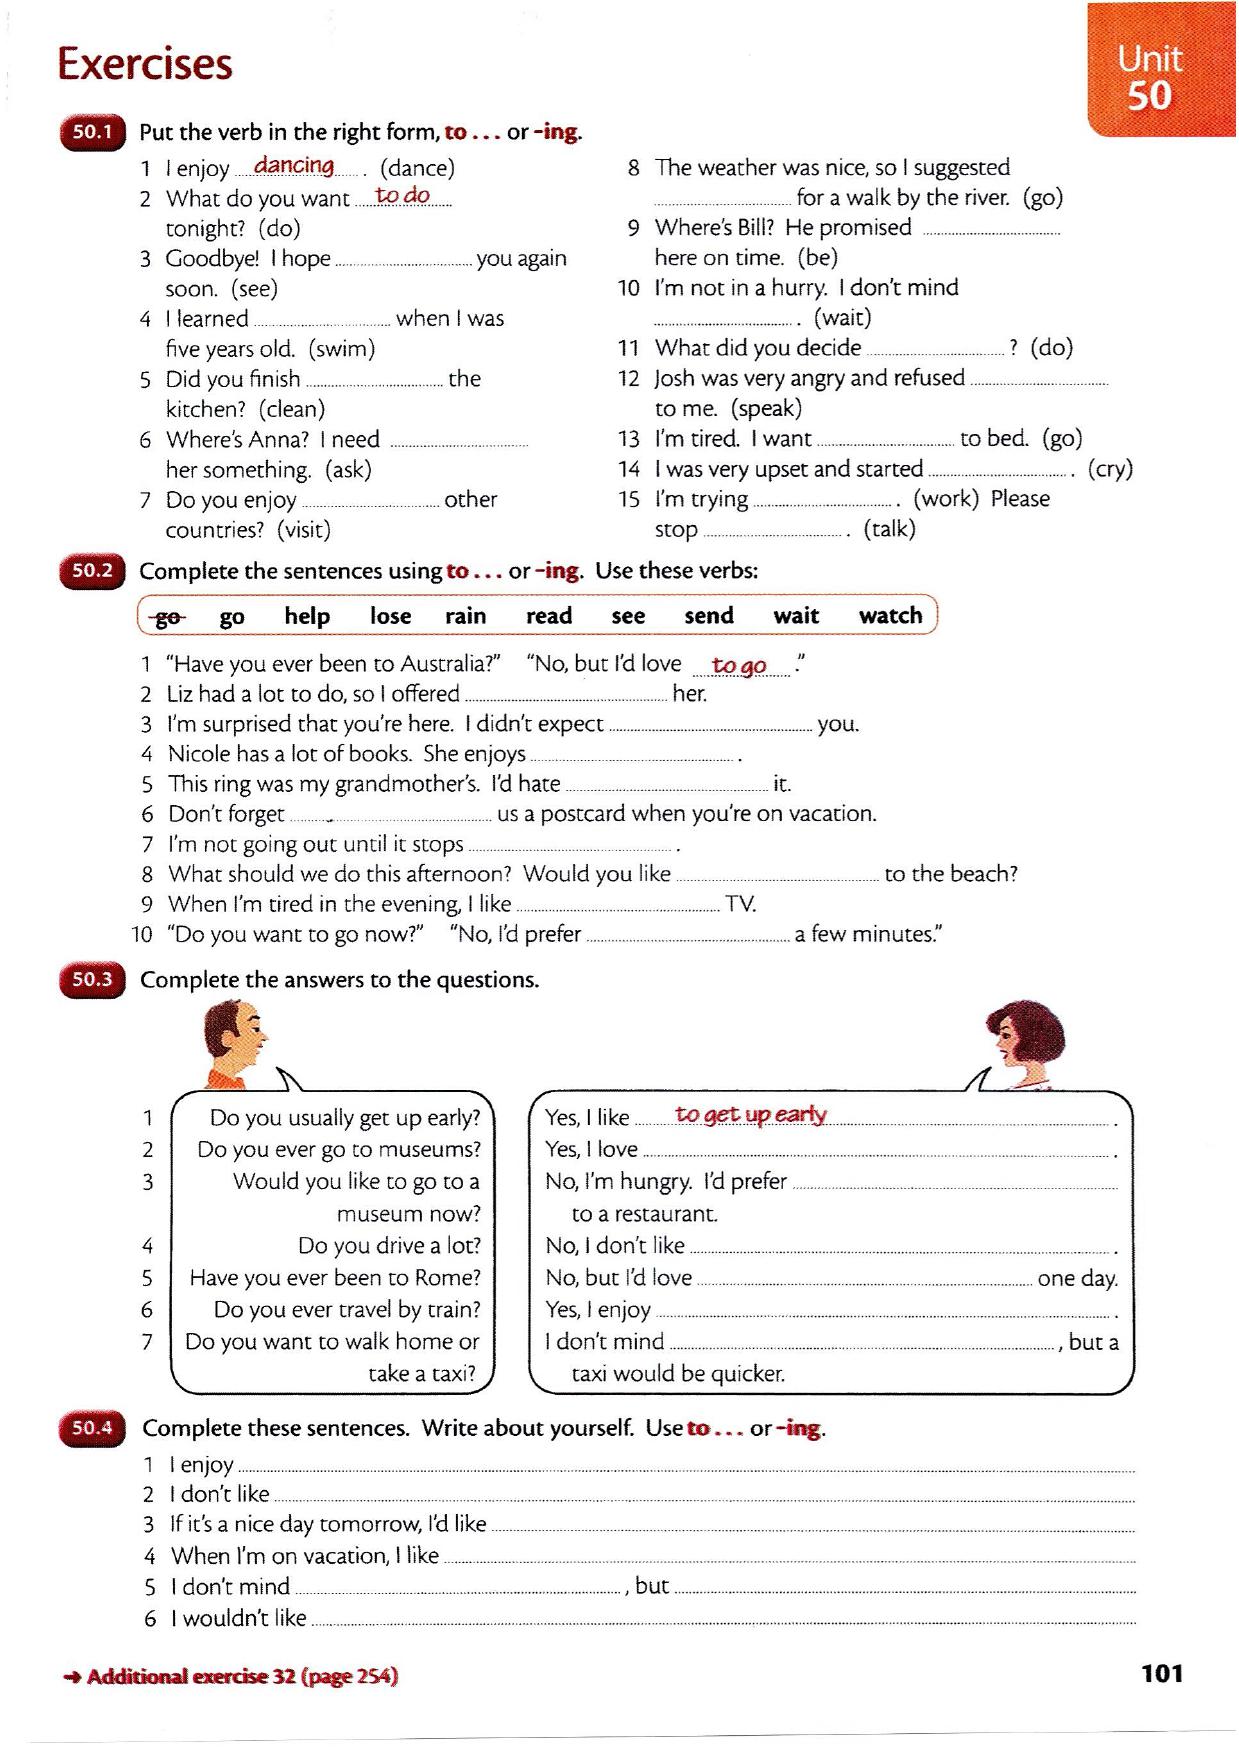 Exercises
Unit
50
50.1 Put the verb in the right form, to ... or -ing.
1 I enjoy dancing . (dance)
2 What do you want to do
tonight? (do)
3 Goodbye! I hope you again
soon. (see)
4 I learned when I was
five years old. (swim)
5 Did you finish the
kitchen? (clean)
6 Where's Anna? I need
her something. (ask)
7 Do you enjoy other
countries? (visit)
8 The weather was nice, so I suggested
for a walk by the river. (go)
9 Where's Bill? He promised
here on time. (be)
10 I'm not in a hurry. I don't mind
. (wait)
11 What did you decide ? (do)
12 Josh was very angry and refused
to me. (speak)
13 I'm tired. I want to bed. (go)
14 I was very upset and started . (cry)
15 I'm trying . (work) Please
stop . (talk)
50.2 Complete the sentences using to ... or -ing. Use these verbs:
go go help lose rain read see send wait watch
1 "Have you ever been to Australia?" "No, but I'd love to go ."
2 Liz had a lot to do, so I offered her.
3 I'm surprised that you're here. I didn't expect you.
4 Nicole has a lot of books. She enjoys .
5 This ring was my grandmother's. I'd hate it.
6 Don't forget us a postcard when you're on vacation.
7 I'm not going out until it stops .
8 What should we do this afternoon? Would you like to the beach?
9 When I'm tired in the evening, I like TV.
10 "Do you want to go now?" "No, I'd prefer a few minutes."
50.3 Complete the answers to the questions.
1 Do you usually get up early? Yes, I like to get up early .
2 Do you ever go to museums? Yes, I love .
3 Would you like to go to a No, I'm hungry. I'd prefer
museum now? to a restaurant.
4 Do you drive a lot? No, I don't like .
5 Have you ever been to Rome? No, but I'd love one day.
6 Do you ever travel by train? Yes, I enjoy .
7 Do you want to walk home or I don't mind , but a
take a taxi? taxi would be quicker.
50.4 Complete these sentences. Write about yourself. Use to ... or -ing.
1 I enjoy
2 I don't like
3 If it's a nice day tomorrow, I'd like
4 When I'm on vacation, I like
5 I don't mind , but
6 I wouldn't like
➜ Additional exercise 32 (page 254)
101